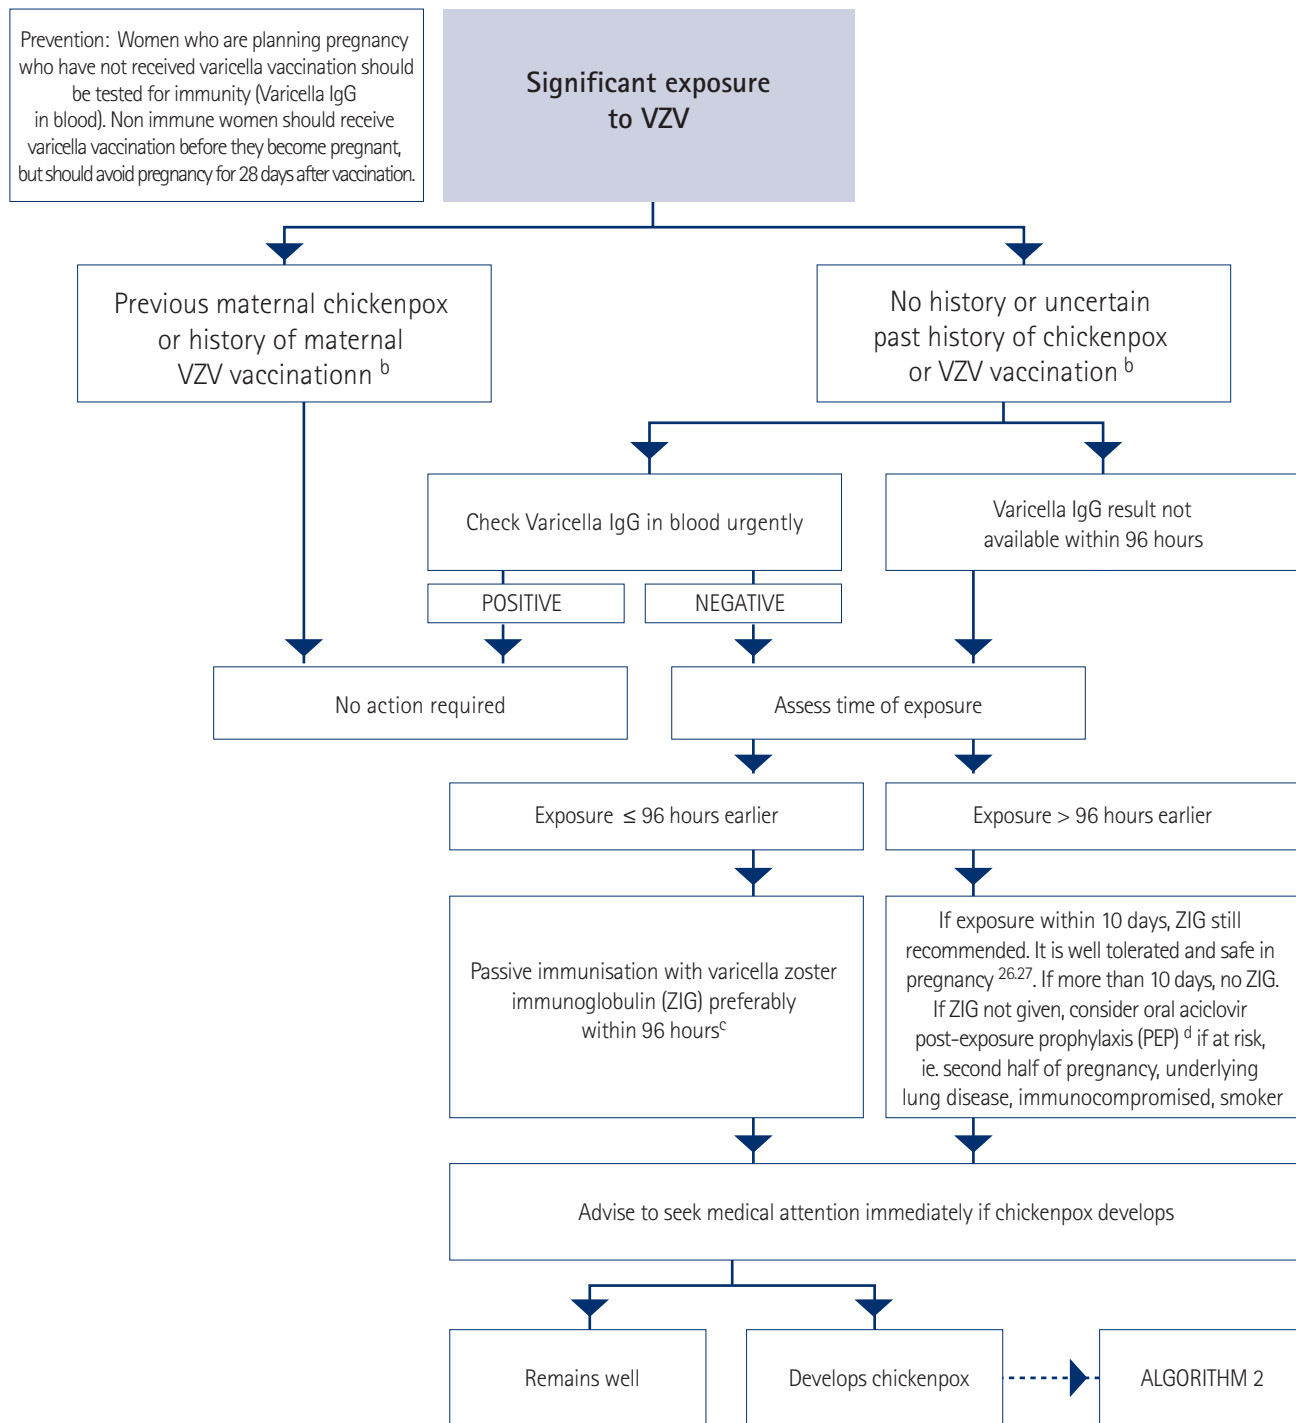 Prevention: Women who are planning pregnancy
who have not received varicella vaccination should
be tested for immunity (Varicella IgG
in blood). Non immune women should receive
varicella vaccination before they become pregnant,
but should avoid pregnancy for 28 days after vaccination.
Significant exposure
to VZV
Previous maternal chickenpox
or history of maternal
VZV vaccinationn b
No history or uncertain
past history of chickenpox
or VZV vaccination b
Check Varicella IgG in blood urgently
Varicella IgG result not
available within 96 hours
POSITIVE
NEGATIVE
No action required
Assess time of exposure
Exposure ≤ 96 hours earlier
Exposure > 96 hours earlier
Passive immunisation with varicella zoster
immunoglobulin (ZIG) preferably
within 96 hoursc
If exposure within 10 days, ZIG still
recommended. It is well tolerated and safe in
pregnancy 26.27. If more than 10 days, no ZIG.
If ZIG not given, consider oral aciclovir
post-exposure prophylaxis (PEP) d if at risk,
ie. second half of pregnancy, underlying
lung disease, immunocompromised, smoker
Advise to seek medical attention immediately if chickenpox develops
Remains well
Develops chickenpox
ALGORITHM 2